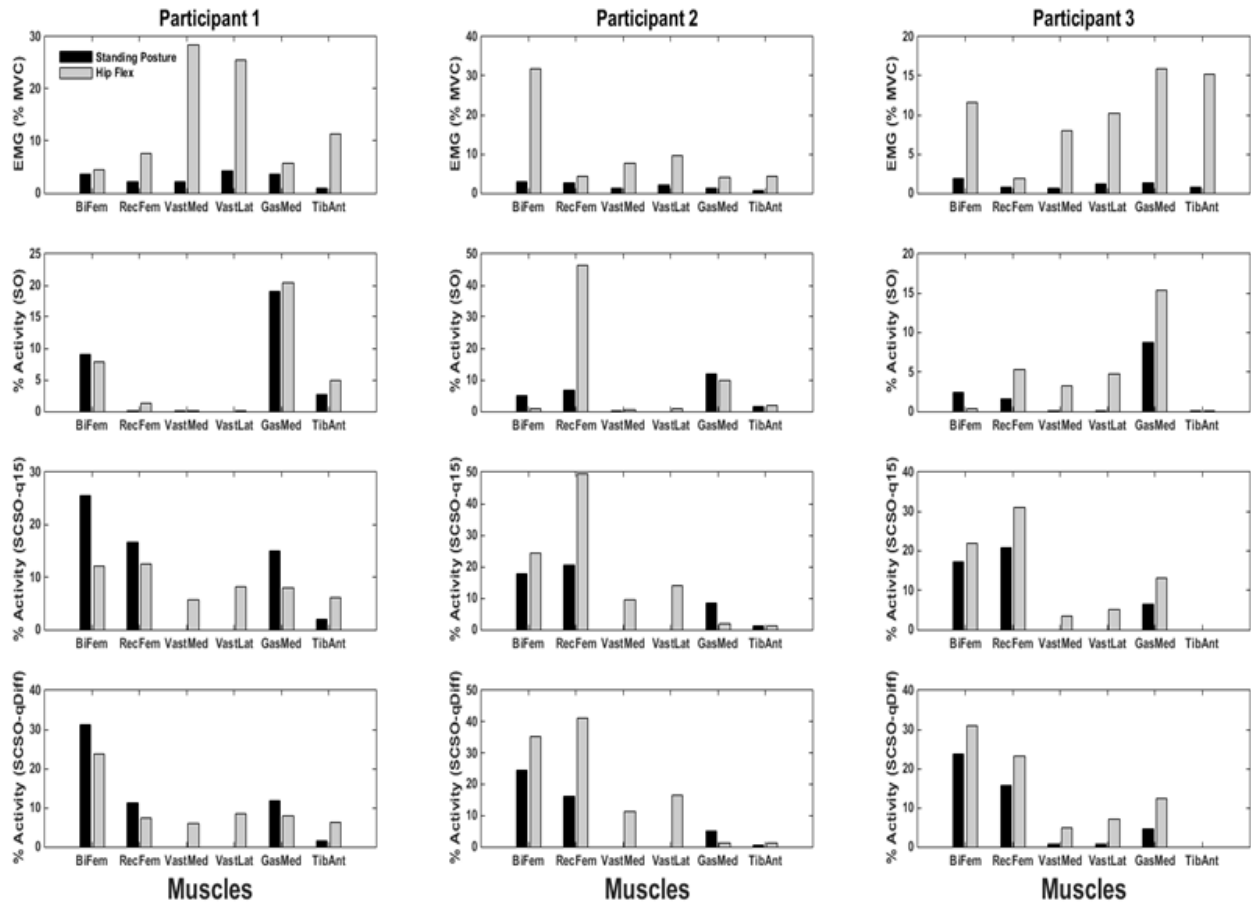 Participant 1
Participant 2
Participant 3
EMG (% MVC)
30
20
10
0
Standing Posture
Hip Flex
BiFem RecFem VastMed VastLat GasMed TibAnt
EMG (% MVC)
40
30
20
10
0
BiFem RecFem VastMed VastLat GasMed TibAnt
EMG (% MVC)
20
15
10
5
0
BiFem RecFem VastMed VastLat GasMed TibAnt
% Activity (SO)
25
20
15
10
5
0
BiFem RecFem VastMed VastLat GasMed TibAnt
% Activity (SO)
50
40
30
20
10
0
BiFem RecFem VastMed VastLat GasMed TibAnt
% Activity (SO)
20
15
10
5
0
BiFem RecFem VastMed VastLat GasMed TibAnt
% Activity (SCSO-q15)
30
20
10
0
BiFem RecFem VastMed VastLat GasMed TibAnt
% Activity (SCSO-q15)
50
40
30
20
10
0
BiFem RecFem VastMed VastLat GasMed TibAnt
% Activity (SCSO-q15)
40
30
20
10
0
BiFem RecFem VastMed VastLat GasMed TibAnt
% Activity (SCSO-qDiff)
40
30
20
10
0
BiFem RecFem VastMed VastLat GasMed TibAnt
% Activity (SCSO-qDiff)
50
40
30
20
10
0
BiFem RecFem VastMed VastLat GasMed TibAnt
% Activity (SCSO-qDiff)
40
30
20
10
0
BiFem RecFem VastMed VastLat GasMed TibAnt
Muscles
Muscles
Muscles